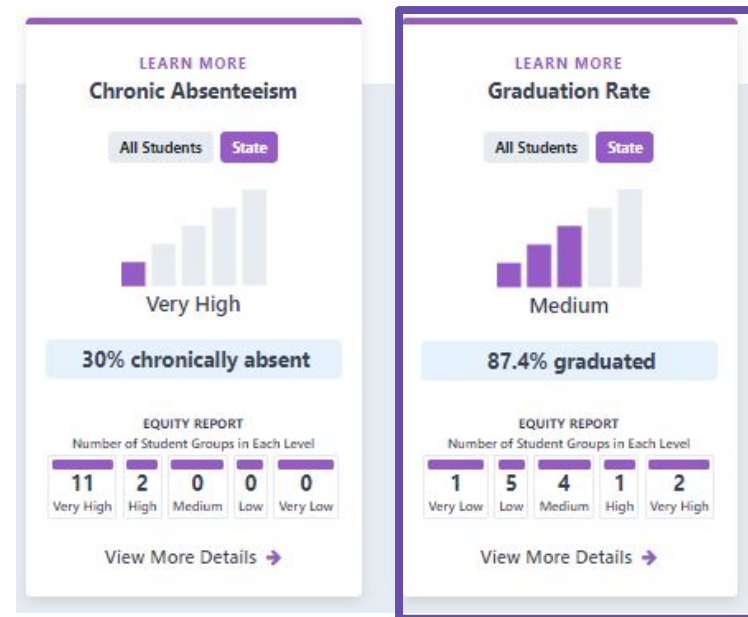 LEARN MORE
Chronic Absenteeism
All Students State
Very High
30% chronically absent
EQUITY REPORT
Number of Student Groups in Each Level
11 2 0 0 0
Very High High Medium Low Very Low
View More Details →
LEARN MORE
Graduation Rate
All Students State
Medium
87.4% graduated
EQUITY REPORT
Number of Student Groups in Each Level
1 5 4 1 2
Very Low Low Medium High Very High
View More Details →